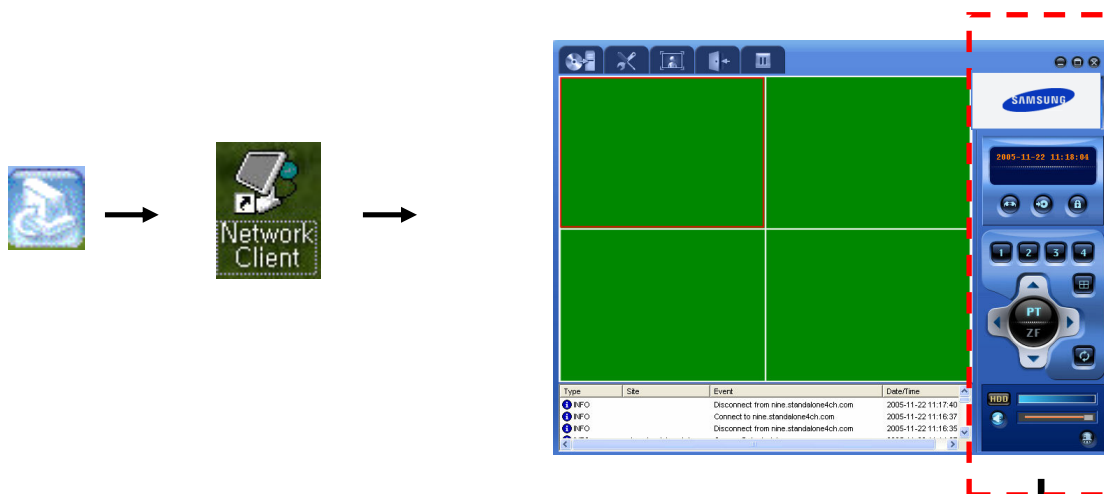 Network
Client
SAMSUNG
2005-11-22 11:18:04
1 2 3 4
PT
ZF
Type Site Event Date/Time
INFO Disconnect from nine.standalone4ch.com 2005-11-22 11:17:40
INFO Connect to nine.standalone4ch.com 2005-11-22 11:16:37
INFO Disconnect from nine.standalone4ch.com 2005-11-22 11:16:35
HDD